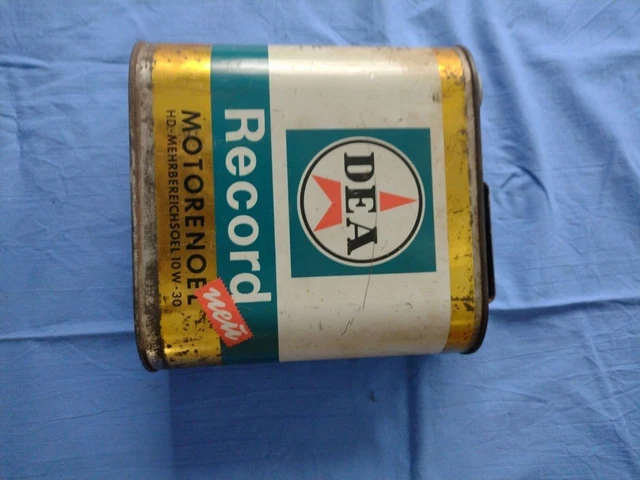 DEA
Record
neu
MOTORENOEL
HD-MEHRBEREICHSOEL 10W-30